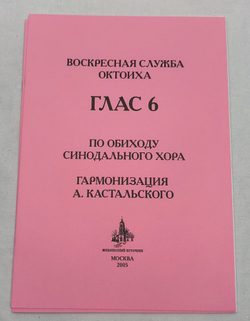 ВОСКРЕСНАЯ СЛУЖБА
ОКТОИХА
ГЛАС 6
ПО ОБИХОДУ
СИНОДАЛЬНОГО ХОРА
ГАРМОНИЗАЦИЯ
А. КАСТАЛЬСКОГО
МОСКВА
2005